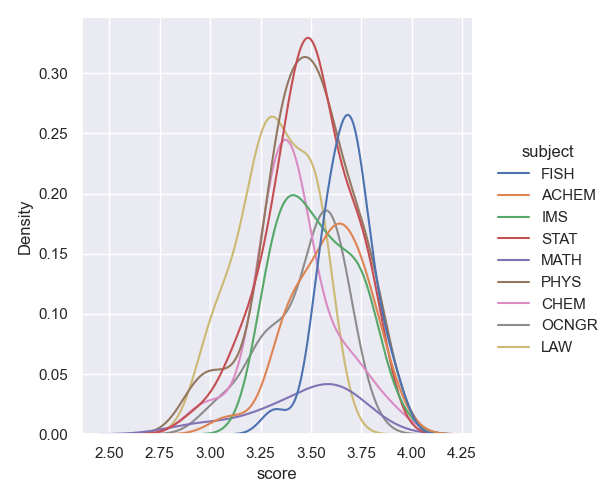 0.30
0.25
0.20
0.15
0.10
0.05
0.00
Density
2.50 2.75 3.00 3.25 3.50 3.75 4.00 4.25
score
subject
FISH
ACHEM
IMS
STAT
MATH
PHYS
CHEM
OCNGR
LAW